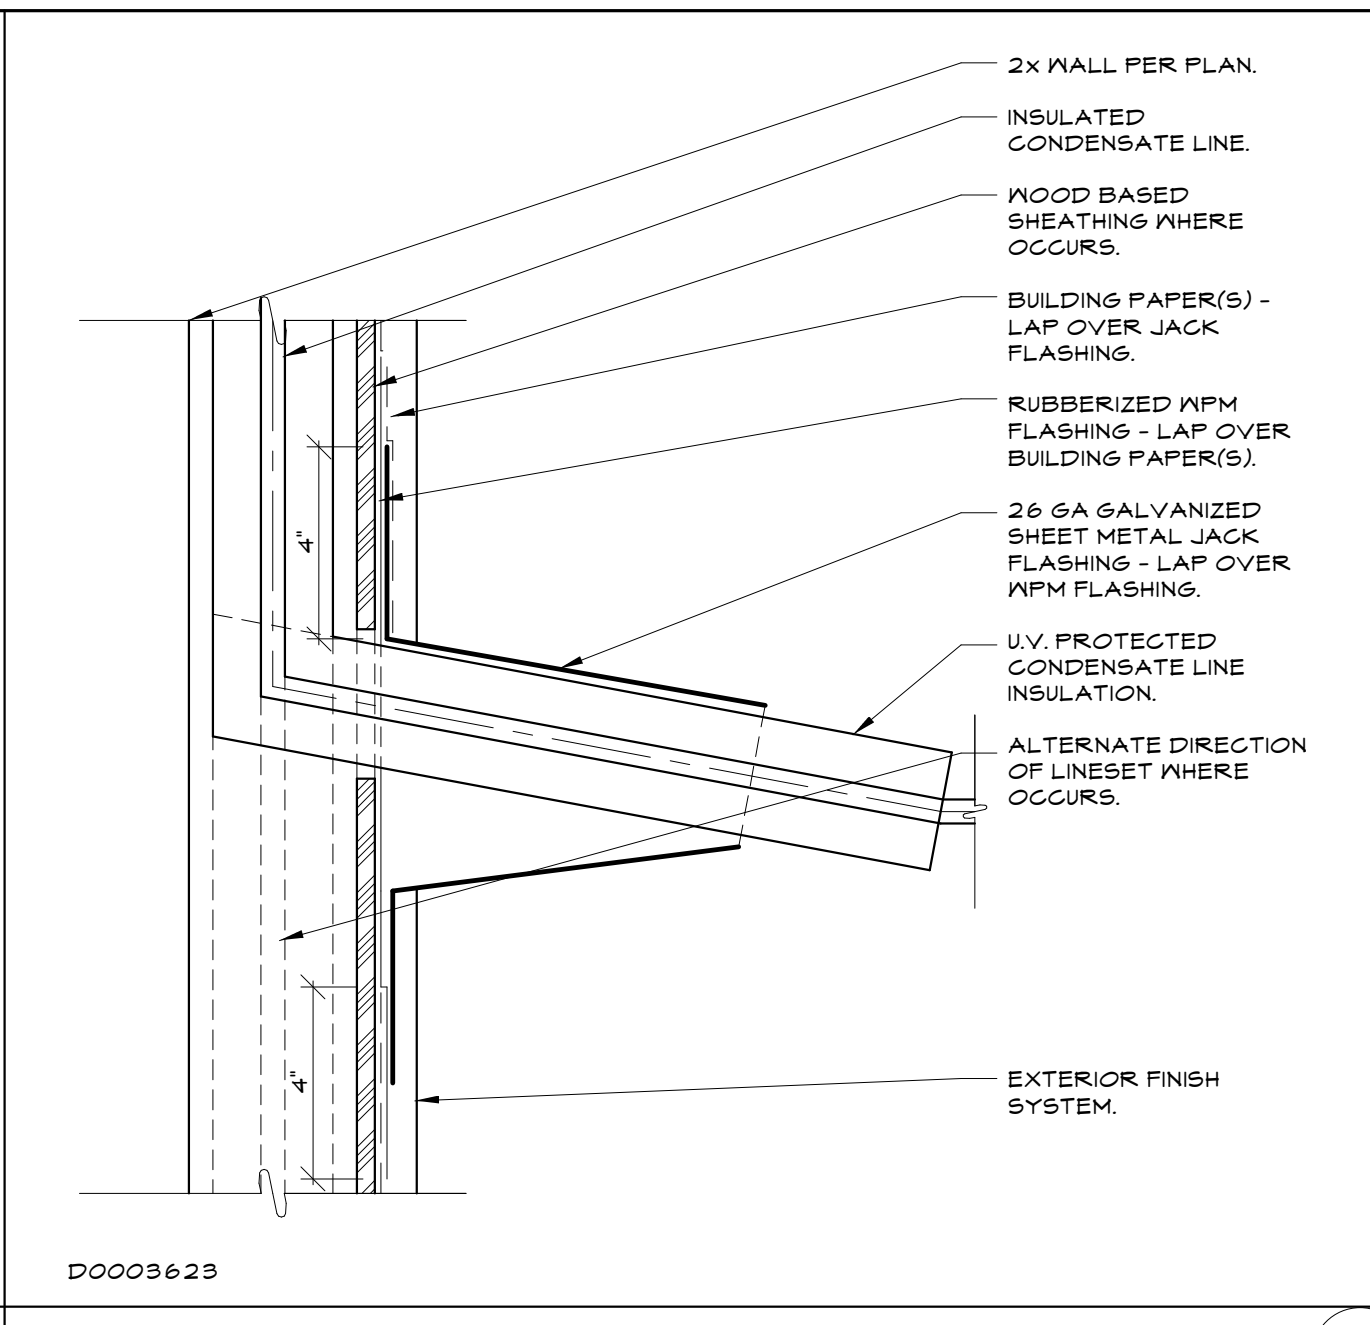 2x WALL PER PLAN.
INSULATED
CONDENSATE LINE.
WOOD BASED
SHEATHING WHERE
OCCURS.
BUILDING PAPER(S) -
LAP OVER JACK
FLASHING.
RUBBERIZED WPM
FLASHING - LAP OVER
BUILDING PAPER(S).
26 GA GALVANIZED
SHEET METAL JACK
FLASHING - LAP OVER
WPM FLASHING.
U.V. PROTECTED
CONDENSATE LINE
INSULATION.
ALTERNATE DIRECTION
OF LINESET WHERE
OCCURS.
EXTERIOR FINISH
SYSTEM.
4"
4"
D0003623